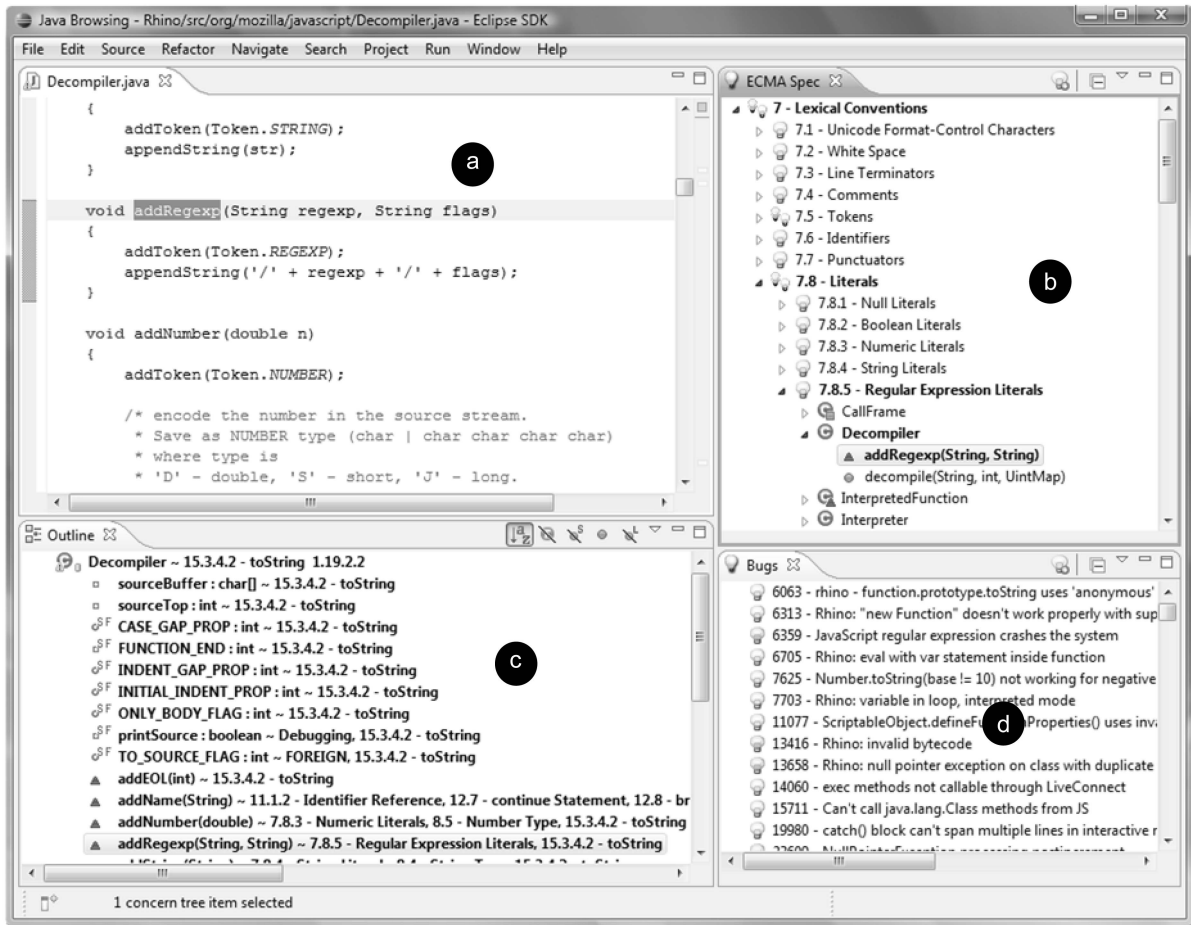 Java Browsing - Rhino/src/org/mozilla/javascript/Decompiler.java - Eclipse SDK
File Edit Source Refactor Navigate Search Project Run Window Help
Decompiler.java
{
addToken(Token.STRING);
appendString(str);
}
void addRegexp(String regexp, String flags)
{
addToken(Token.REGEXP);
appendString('/' + regexp + '/' + flags);
}
void addNumber(double n)
{
addToken(Token.NUMBER);
/* encode the number in the source stream.
* Save as NUMBER type (char | char char char char)
* where type is
* 'D' - double, 'S' - short, 'J' - long.
a
ECMA Spec
7 - Lexical Conventions
7.1 - Unicode Format-Control Characters
7.2 - White Space
7.3 - Line Terminators
7.4 - Comments
7.5 - Tokens
7.6 - Identifiers
7.7 - Punctuators
7.8 - Literals
7.8.1 - Null Literals
7.8.2 - Boolean Literals
7.8.3 - Numeric Literals
7.8.4 - String Literals
7.8.5 - Regular Expression Literals
CallFrame
Decompiler
addRegexp(String, String)
decompile(String, int, UintMap)
InterpretedFunction
Interpreter
b
Outline
Decompiler ~ 15.3.4.2 - toString 1.19.2.2
sourceBuffer : char[] ~ 15.3.4.2 - toString
sourceTop : int ~ 15.3.4.2 - toString
CASE_GAP_PROP : int ~ 15.3.4.2 - toString
FUNCTION_END : int ~ 15.3.4.2 - toString
INDENT_GAP_PROP : int ~ 15.3.4.2 - toString
INITIAL_INDENT_PROP : int ~ 15.3.4.2 - toString
ONLY_BODY_FLAG : int ~ 15.3.4.2 - toString
printSource : boolean ~ Debugging, 15.3.4.2 - toString
TO_SOURCE_FLAG : int ~ FOREIGN, 15.3.4.2 - toString
addEOL(int) ~ 15.3.4.2 - toString
addName(String) ~ 11.1.2 - Identifier Reference, 12.7 - continue Statement, 12.8 - br
addNumber(double) ~ 7.8.3 - Numeric Literals, 8.5 - Number Type, 15.3.4.2 - toString
addRegexp(String, String) ~ 7.8.5 - Regular Expression Literals, 15.3.4.2 - toString
c
Bugs
6063 - rhino - function.prototype.toString uses 'anonymous'
6313 - Rhino: "new Function" doesn't work properly with sup
6359 - JavaScript regular expression crashes the system
6705 - Rhino: eval with var statement inside function
7625 - Number.toString(base != 10) not working for negative
7703 - Rhino: variable in loop, interpreted mode
11077 - ScriptableObject.defineFu Properties() uses inva
13416 - Rhino: invalid bytecode
13658 - Rhino: null pointer exception on class with duplicate
14060 - exec methods not callable through LiveConnect
15711 - Can't call java.lang.Class methods from JS
19980 - catch() block can't span multiple lines in interactive r
d
1 concern tree item selected